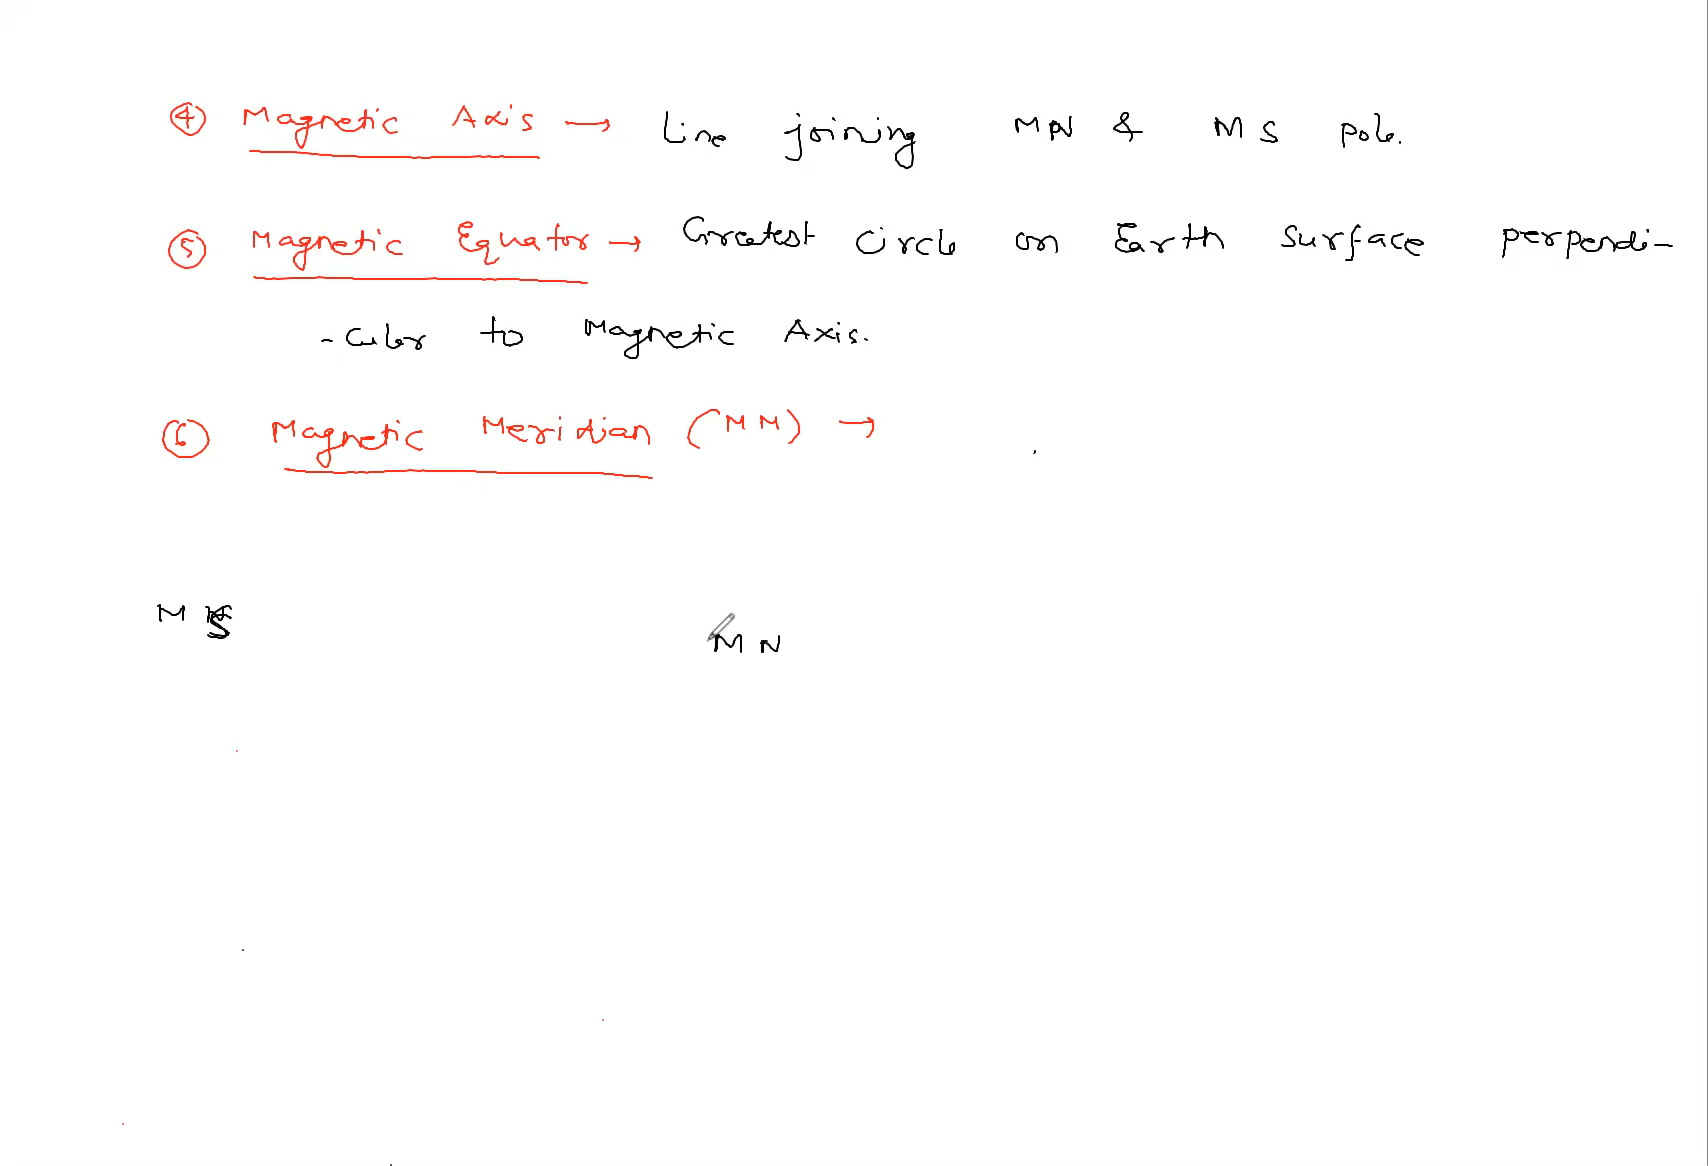 ④ Magnetic Axis → Line joining MN & MS pole.
⑤ Magnetic Equator → Greatest Circle on Earth Surface perpendi-
-cular to Magnetic Axis.
⑥ Magnetic Meridian (MM) →
M S
M N